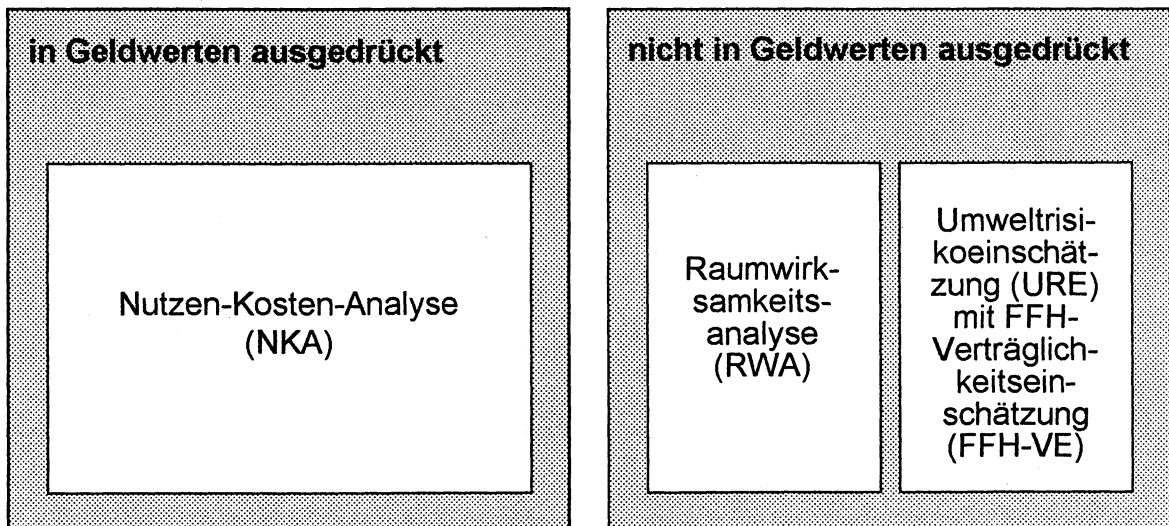 in Geldwerten ausgedrückt
Nutzen-Kosten-Analyse
(NKA)
nicht in Geldwerten ausgedrückt
Raumwirk-
samkeits-
analyse
(RWA)
Umweltrisi-
koeinschät-
zung (URE)
mit FFH-
Verträglich-
keitsein-
schätzung
(FFH-VE)